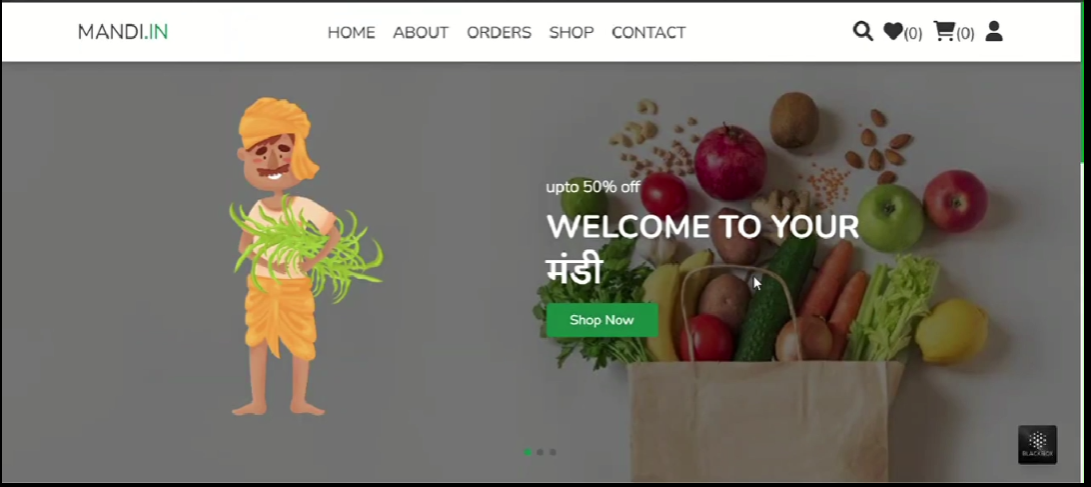 MANDI.IN
HOME ABOUT ORDERS SHOP CONTACT
(0) (0)
upto 50% off
WELCOME TO YOUR
मंडी
Shop Now
BLACKBOX